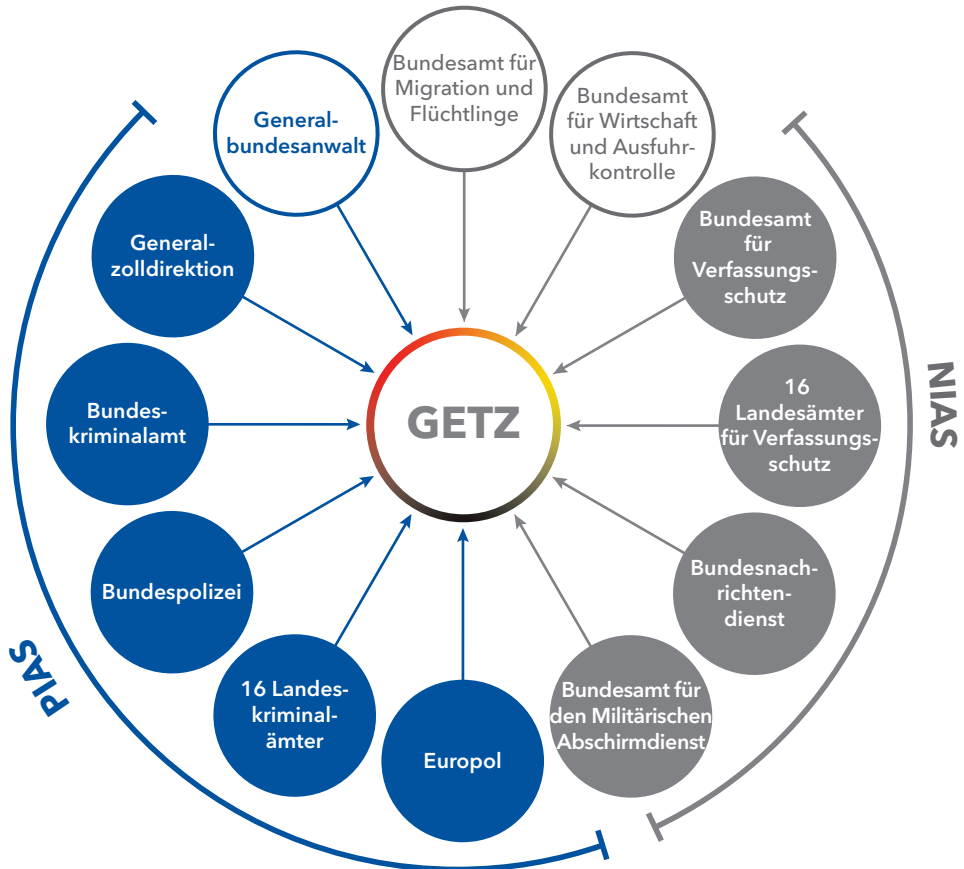 Bundesamt für
Migration und
Flüchtlinge
Bundesamt
für Wirtschaft
und Ausfuhr-
kontrolle
Bundesamt
für
Verfassungs-
schutz
16
Landesämter
für Verfassungs-
schutz
Bundesnach-
richten-
dienst
Bundesamt für
den Militärischen
Abschirmdienst
Europol
16 Landes-
kriminal-
ämter
Bundespolizei
Bundes-
kriminalamt
General-
zolldirektion
General-
bundesanwalt
GETZ
NIAS
PIAS